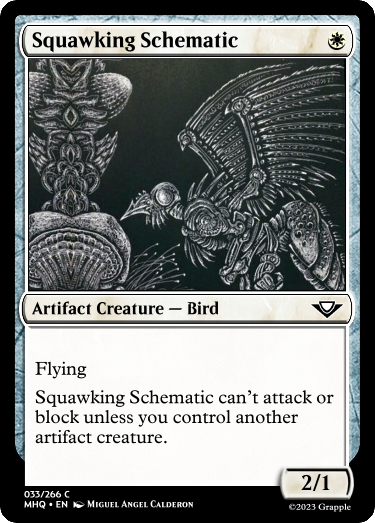 Squawking Schematic
Artifact Creature — Bird
Flying
Squawking Schematic can't attack or
block unless you control another
artifact creature.
2/1
033/266 C
MHQ • EN Miguel Angel Calderon
©2023 Grapple